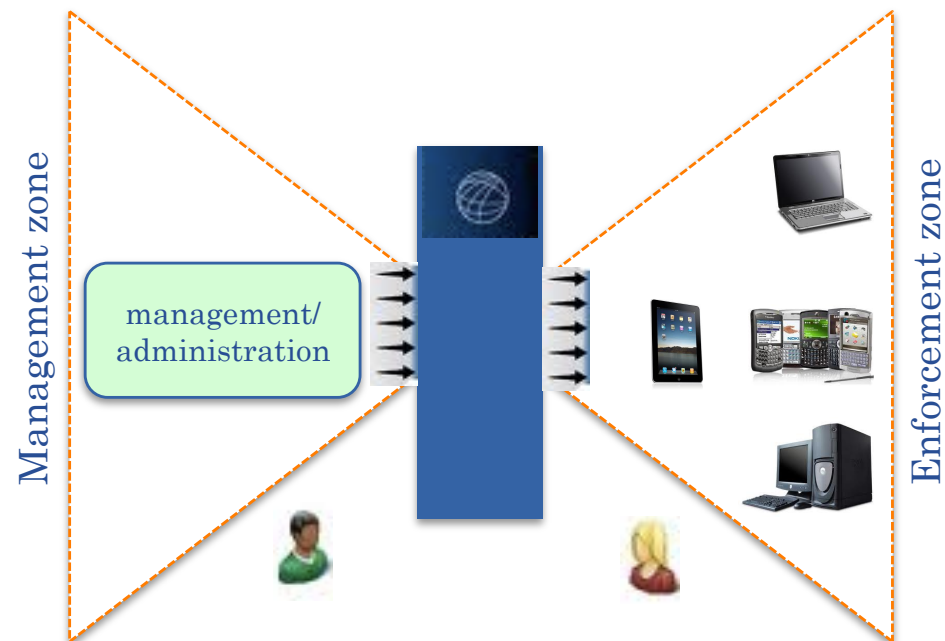 Management zone
management/
administration
Enforcement zone